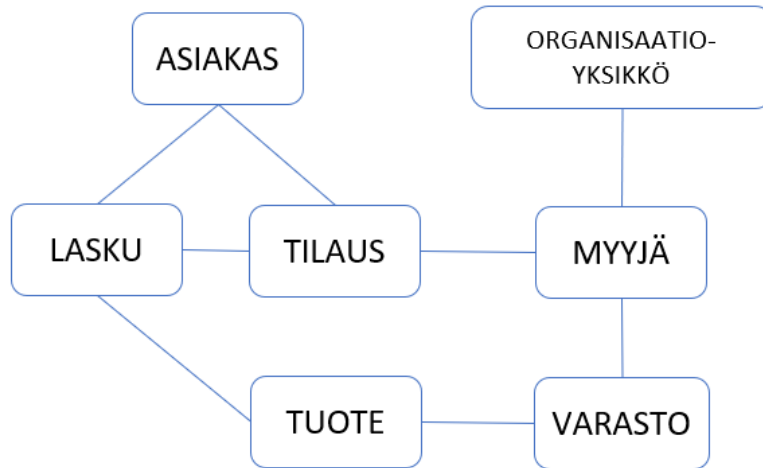 ASIAKAS
ORGANISAATIO-
YKSIKKÖ
LASKU
TILAUS
MYYJÄ
TUOTE
VARASTO